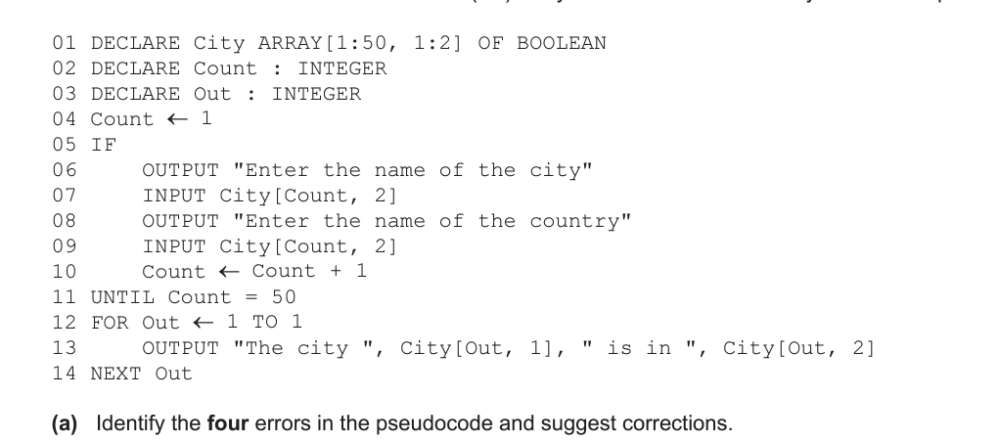 01 DECLARE City ARRAY[1:50, 1:2] OF BOOLEAN
02 DECLARE Count : INTEGER
03 DECLARE Out : INTEGER
04 Count ← 1
05 IF
06 OUTPUT "Enter the name of the city"
07 INPUT City[Count, 2]
08 OUTPUT "Enter the name of the country"
09 INPUT City[Count, 2]
10 Count ← Count + 1
11 UNTIL Count = 50
12 FOR Out ← 1 TO 1
13 OUTPUT "The city ", City[Out, 1], " is in ", City[Out, 2]
14 NEXT Out
(a) Identify the four errors in the pseudocode and suggest corrections.